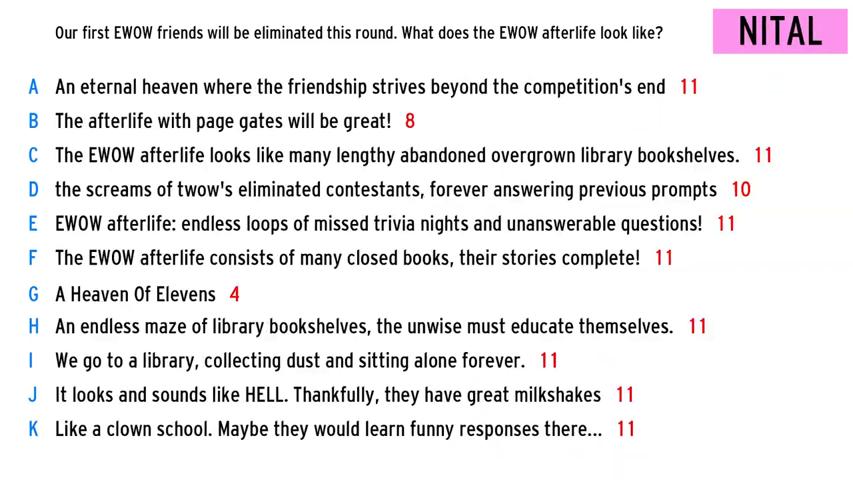 Our first EWOW friends will be eliminated this round. What does the EWOW afterlife look like?
NITAL
A An eternal heaven where the friendship strives beyond the competition's end 11
B The afterlife with page gates will be great! 8
C The EWOW afterlife looks like many lengthy abandoned overgrown library bookshelves. 11
D the screams of twow's eliminated contestants, forever answering previous prompts 10
E EWOW afterlife: endless loops of missed trivia nights and unanswerable questions! 11
F The EWOW afterlife consists of many closed books, their stories complete! 11
G A Heaven Of Elevens 4
H An endless maze of library bookshelves, the unwise must educate themselves. 11
I We go to a library, collecting dust and sitting alone forever. 11
J It looks and sounds like HELL. Thankfully, they have great milkshakes 11
K Like a clown school. Maybe they would learn funny responses there... 11